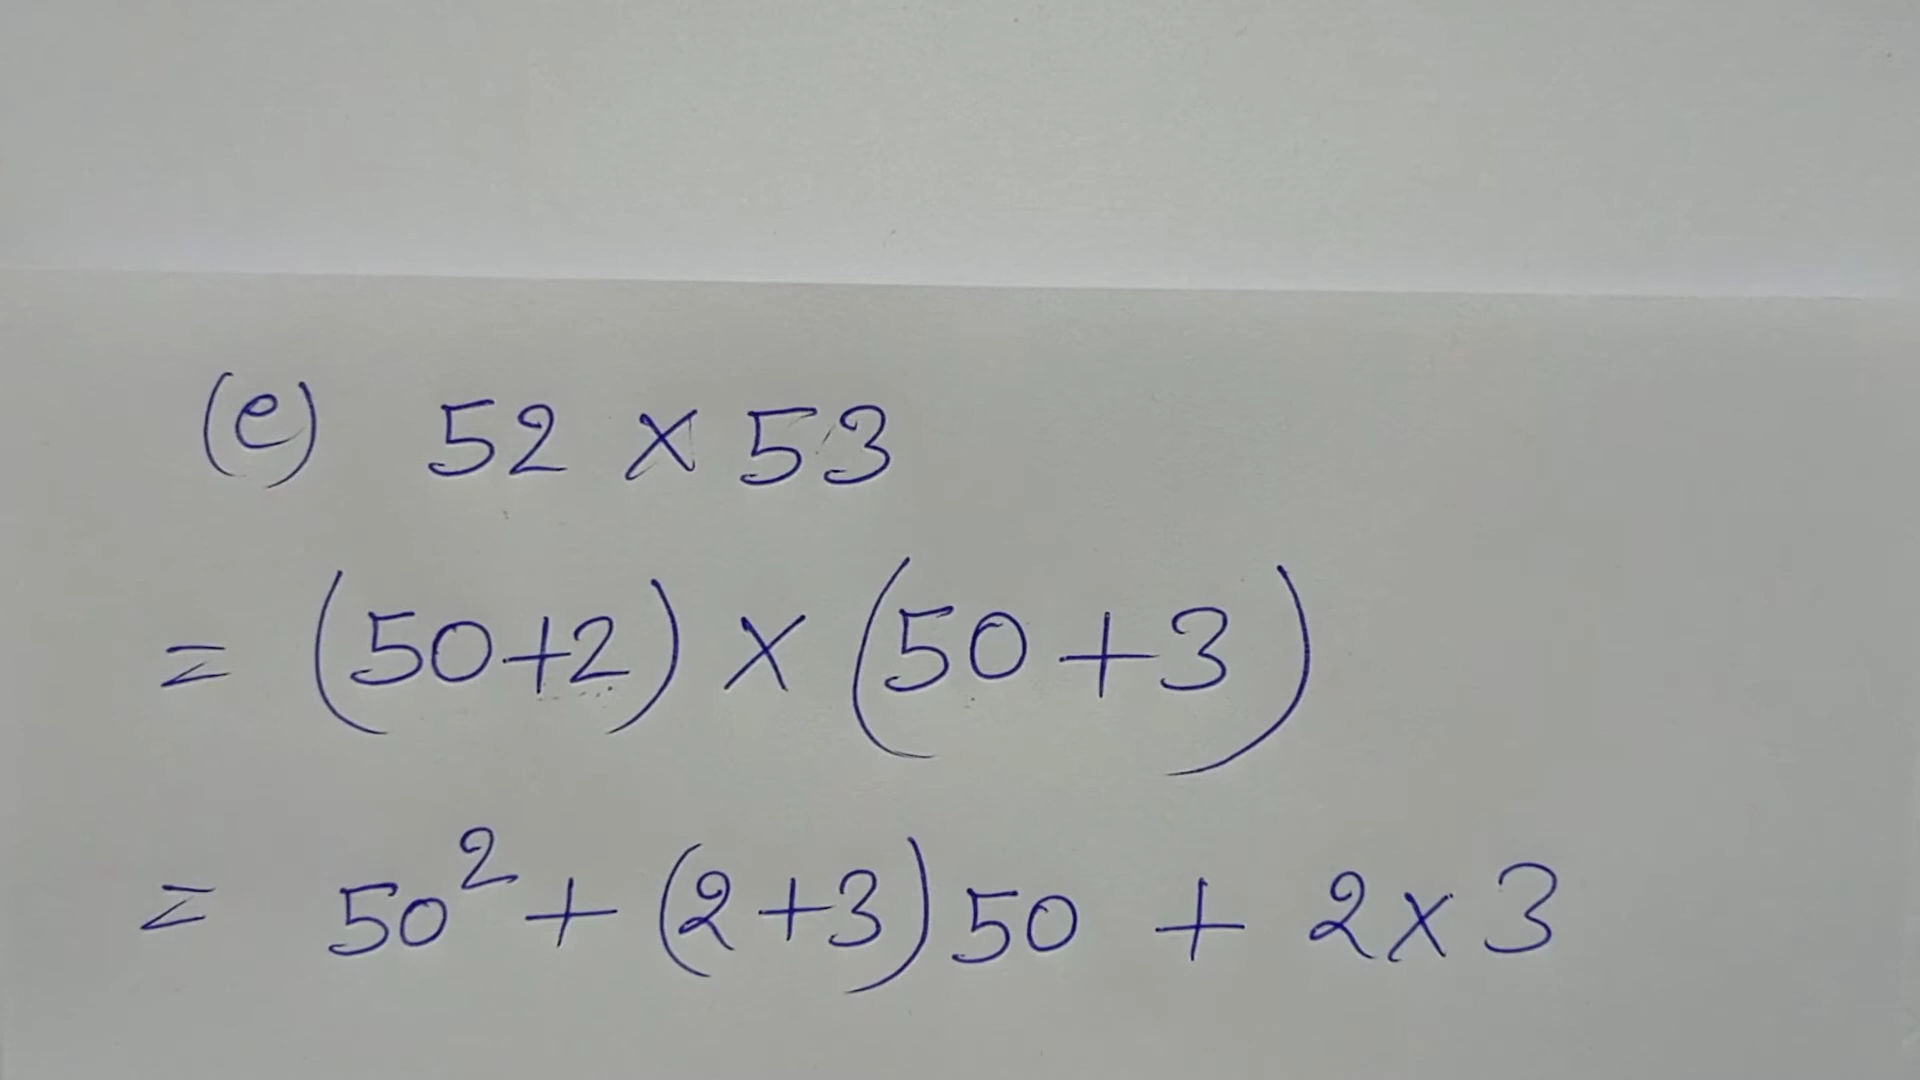 (e) 52 × 53
= (50+2) × (50+3)
= 50² + (2+3) 50 + 2×3